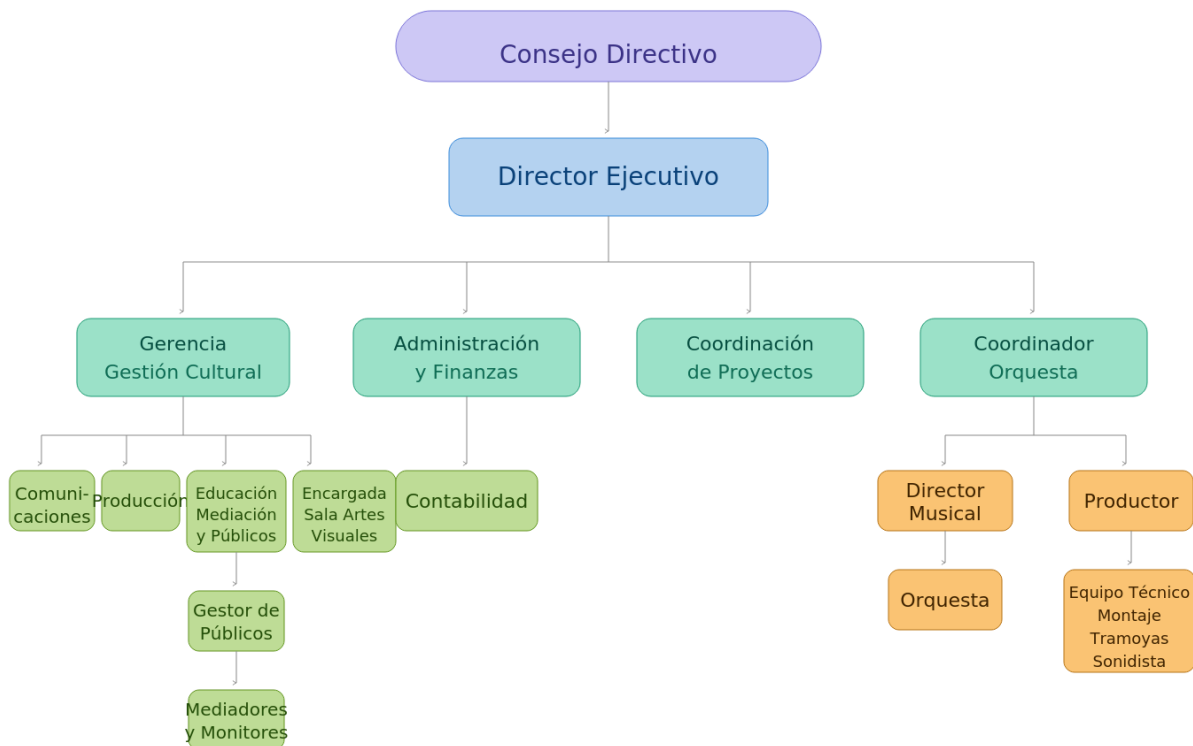 Consejo Directivo
Director Ejecutivo
Gerencia
Gestión Cultural
Administración
y Finanzas
Coordinación
de Proyectos
Coordinador
Orquesta
Comuni-
caciones
Producción
Educación
Mediación
y Públicos
Encargada
Sala Artes
Visuales
Contabilidad
Director
Musical
Productor
Gestor de
Públicos
Orquesta
Equipo Técnico
Montaje
Tramoyas
Sonidista
Mediadores
y Monitores